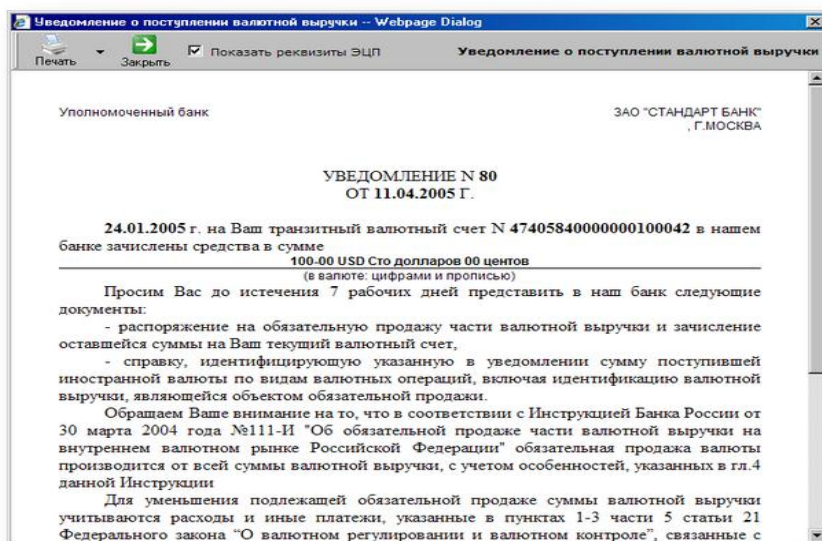 Уведомление о поступлении валютной выручки -- Webpage Dialog
Печать Закрыть Показать реквизиты ЭЦП Уведомление о поступлении валютной выручки
Уполномоченный банк ЗАО "СТАНДАРТ БАНК"
, Г.МОСКВА
УВЕДОМЛЕНИЕ N 80
ОТ 11.04.2005 Г.
24.01.2005 г. на Ваш транзитный валютный счет N 47405840000000100042 в нашем
банке зачислены средства в сумме
100-00 USD Сто долларов 00 центов
(в валюте: цифрами и прописью)
Просим Вас до истечения 7 рабочих дней представить в наш банк следующие
документы:
- распоряжение на обязательную продажу части валютной выручки и зачисление
оставшейся суммы на Ваш текущий валютный счет,
- справку, идентифицирующую указанную в уведомлении сумму поступившей
иностранной валюты по видам валютных операций, включая идентификацию валютной
выручки, являющейся объектом обязательной продажи.
Обращаем Ваше внимание на то, что в соответствии с Инструкцией Банка России от
30 марта 2004 года №111-И "Об обязательной продаже части валютной выручки на
внутреннем валютном рынке Российской Федерации" обязательная продажа валюты
производится от всей суммы валютной выручки, с учетом особенностей, указанных в гл.4
данной Инструкции
Для уменьшения подлежащей обязательной продаже суммы валютной выручки
учитываются расходы и иные платежи, указанные в пунктах 1-3 части 5 статьи 21
Федерального закона "О валютном регулировании и валютном контроле", связанные с